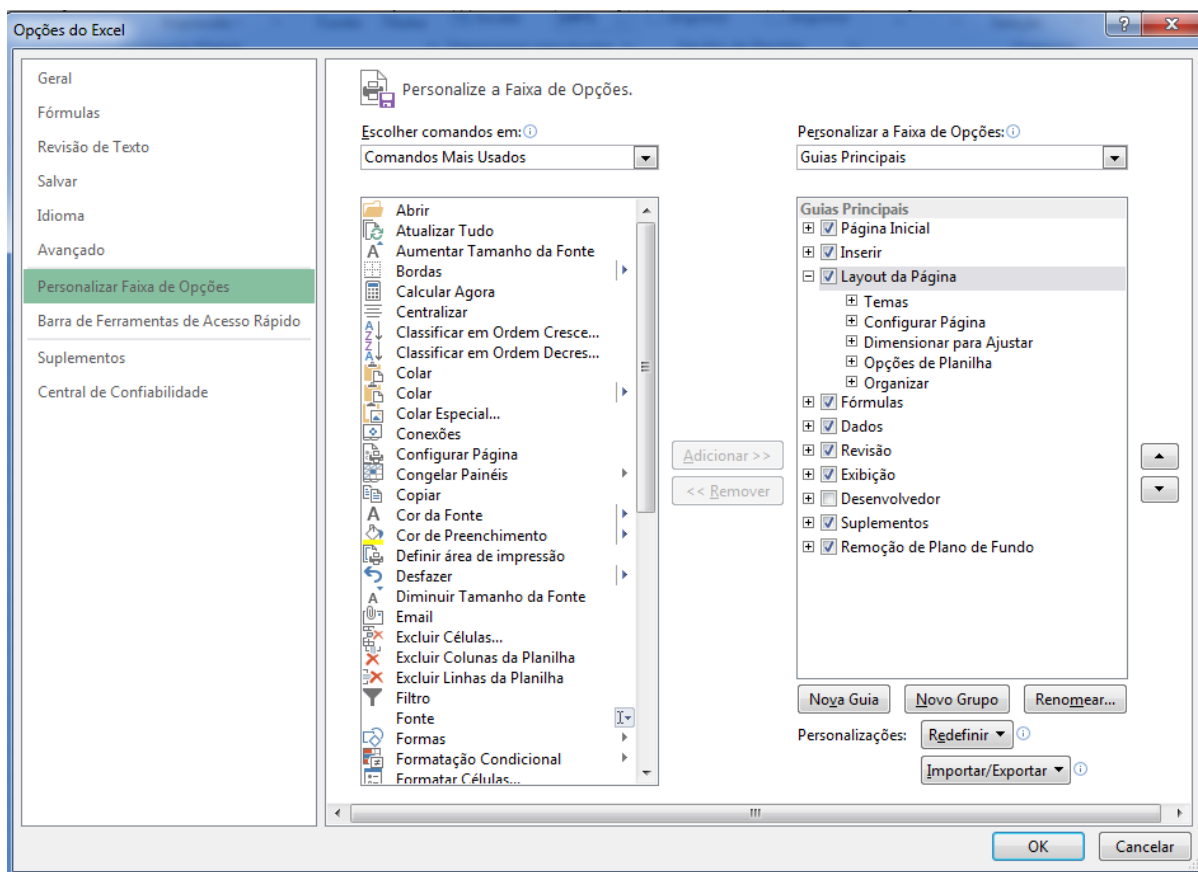 Opções do Excel
Geral
Fórmulas
Revisão de Texto
Salvar
Idioma
Avançado
Personalizar Faixa de Opções
Barra de Ferramentas de Acesso Rápido
Suplementos
Central de Confiabilidade
Personalize a Faixa de Opções.
Escolher comandos em:
Comandos Mais Usados
Abrir
Atualizar Tudo
Aumentar Tamanho da Fonte
Bordas
Calcular Agora
Centralizar
Classificar em Ordem Cresce...
Classificar em Ordem Decres...
Colar
Colar
Colar Especial...
Conexões
Configurar Página
Congelar Painéis
Copiar
Cor da Fonte
Cor de Preenchimento
Definir área de impressão
Desfazer
Diminuir Tamanho da Fonte
Email
Excluir Células...
Excluir Colunas da Planilha
Excluir Linhas da Planilha
Filtro
Fonte
Formas
Formatação Condicional
Formatar Células...
Adicionar >>
<< Remover
Personalizar a Faixa de Opções:
Guias Principais
Guias Principais
Página Inicial
Inserir
Layout da Página
Temas
Configurar Página
Dimensionar para Ajustar
Opções de Planilha
Organizar
Fórmulas
Dados
Revisão
Exibição
Desenvolvedor
Suplementos
Remoção de Plano de Fundo
Nova Guia
Novo Grupo
Renomear...
Personalizações:
Redefinir
Importar/Exportar
OK
Cancelar